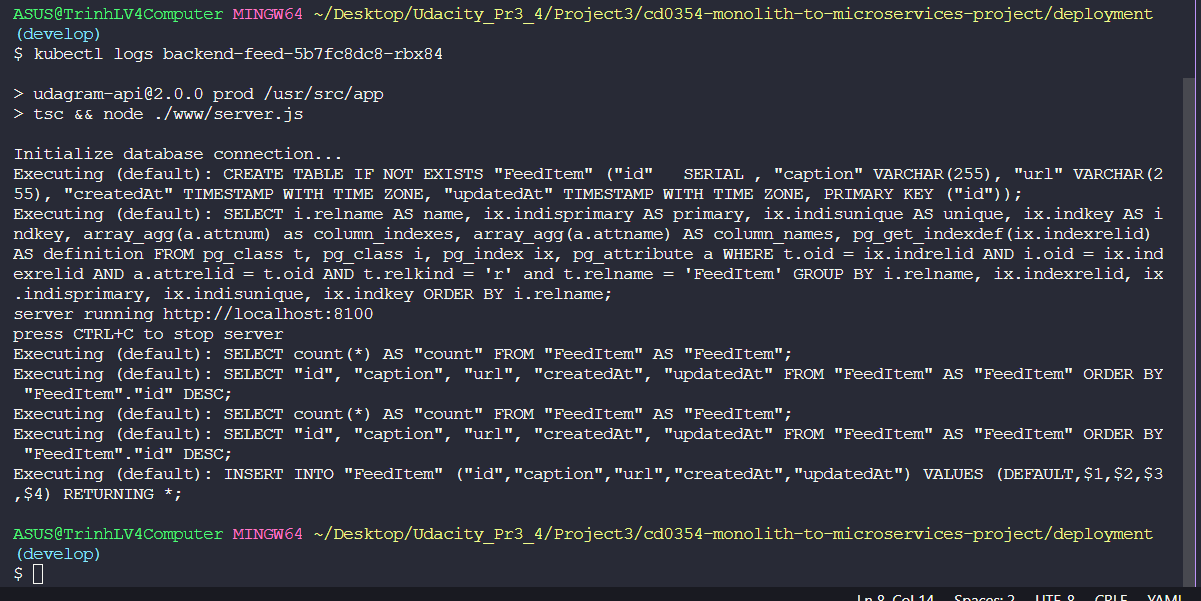 ASUS@TrinhLV4Computer MINGW64 ~/Desktop/Udacity_Pr3_4/Project3/cd0354-monolith-to-microservices-project/deployment
(develop)
$ kubectl logs backend-feed-5b7fc8dc8-rbx84
> udagram-api@2.0.0 prod /usr/src/app
> tsc && node ./www/server.js
Initialize database connection...
Executing (default): CREATE TABLE IF NOT EXISTS "FeedItem" ("id"   SERIAL , "caption" VARCHAR(255), "url" VARCHAR(2
55), "createdAt" TIMESTAMP WITH TIME ZONE, "updatedAt" TIMESTAMP WITH TIME ZONE, PRIMARY KEY ("id"));
Executing (default): SELECT i.relname AS name, ix.indisprimary AS primary, ix.indisunique AS unique, ix.indkey AS i
ndkey, array_agg(a.attnum) as column_indexes, array_agg(a.attname) AS column_names, pg_get_indexdef(ix.indexrelid)
AS definition FROM pg_class t, pg_class i, pg_index ix, pg_attribute a WHERE t.oid = ix.indrelid AND i.oid = ix.ind
exrelid AND a.attrelid = t.oid AND t.relkind = 'r' and t.relname = 'FeedItem' GROUP BY i.relname, ix.indexrelid, ix
.indisprimary, ix.indisunique, ix.indkey ORDER BY i.relname;
server running http://localhost:8100
press CTRL+C to stop server
Executing (default): SELECT count(*) AS "count" FROM "FeedItem" AS "FeedItem";
Executing (default): SELECT "id", "caption", "url", "createdAt", "updatedAt" FROM "FeedItem" AS "FeedItem" ORDER BY
"FeedItem"."id" DESC;
Executing (default): SELECT count(*) AS "count" FROM "FeedItem" AS "FeedItem";
Executing (default): SELECT "id", "caption", "url", "createdAt", "updatedAt" FROM "FeedItem" AS "FeedItem" ORDER BY
"FeedItem"."id" DESC;
Executing (default): INSERT INTO "FeedItem" ("id","caption","url","createdAt","updatedAt") VALUES (DEFAULT,$1,$2,$3
,$4) RETURNING *;
ASUS@TrinhLV4Computer MINGW64 ~/Desktop/Udacity_Pr3_4/Project3/cd0354-monolith-to-microservices-project/deployment
(develop)
$
Ln 8, Col 14 Spaces: 2 UTF-8 CRLF YAML